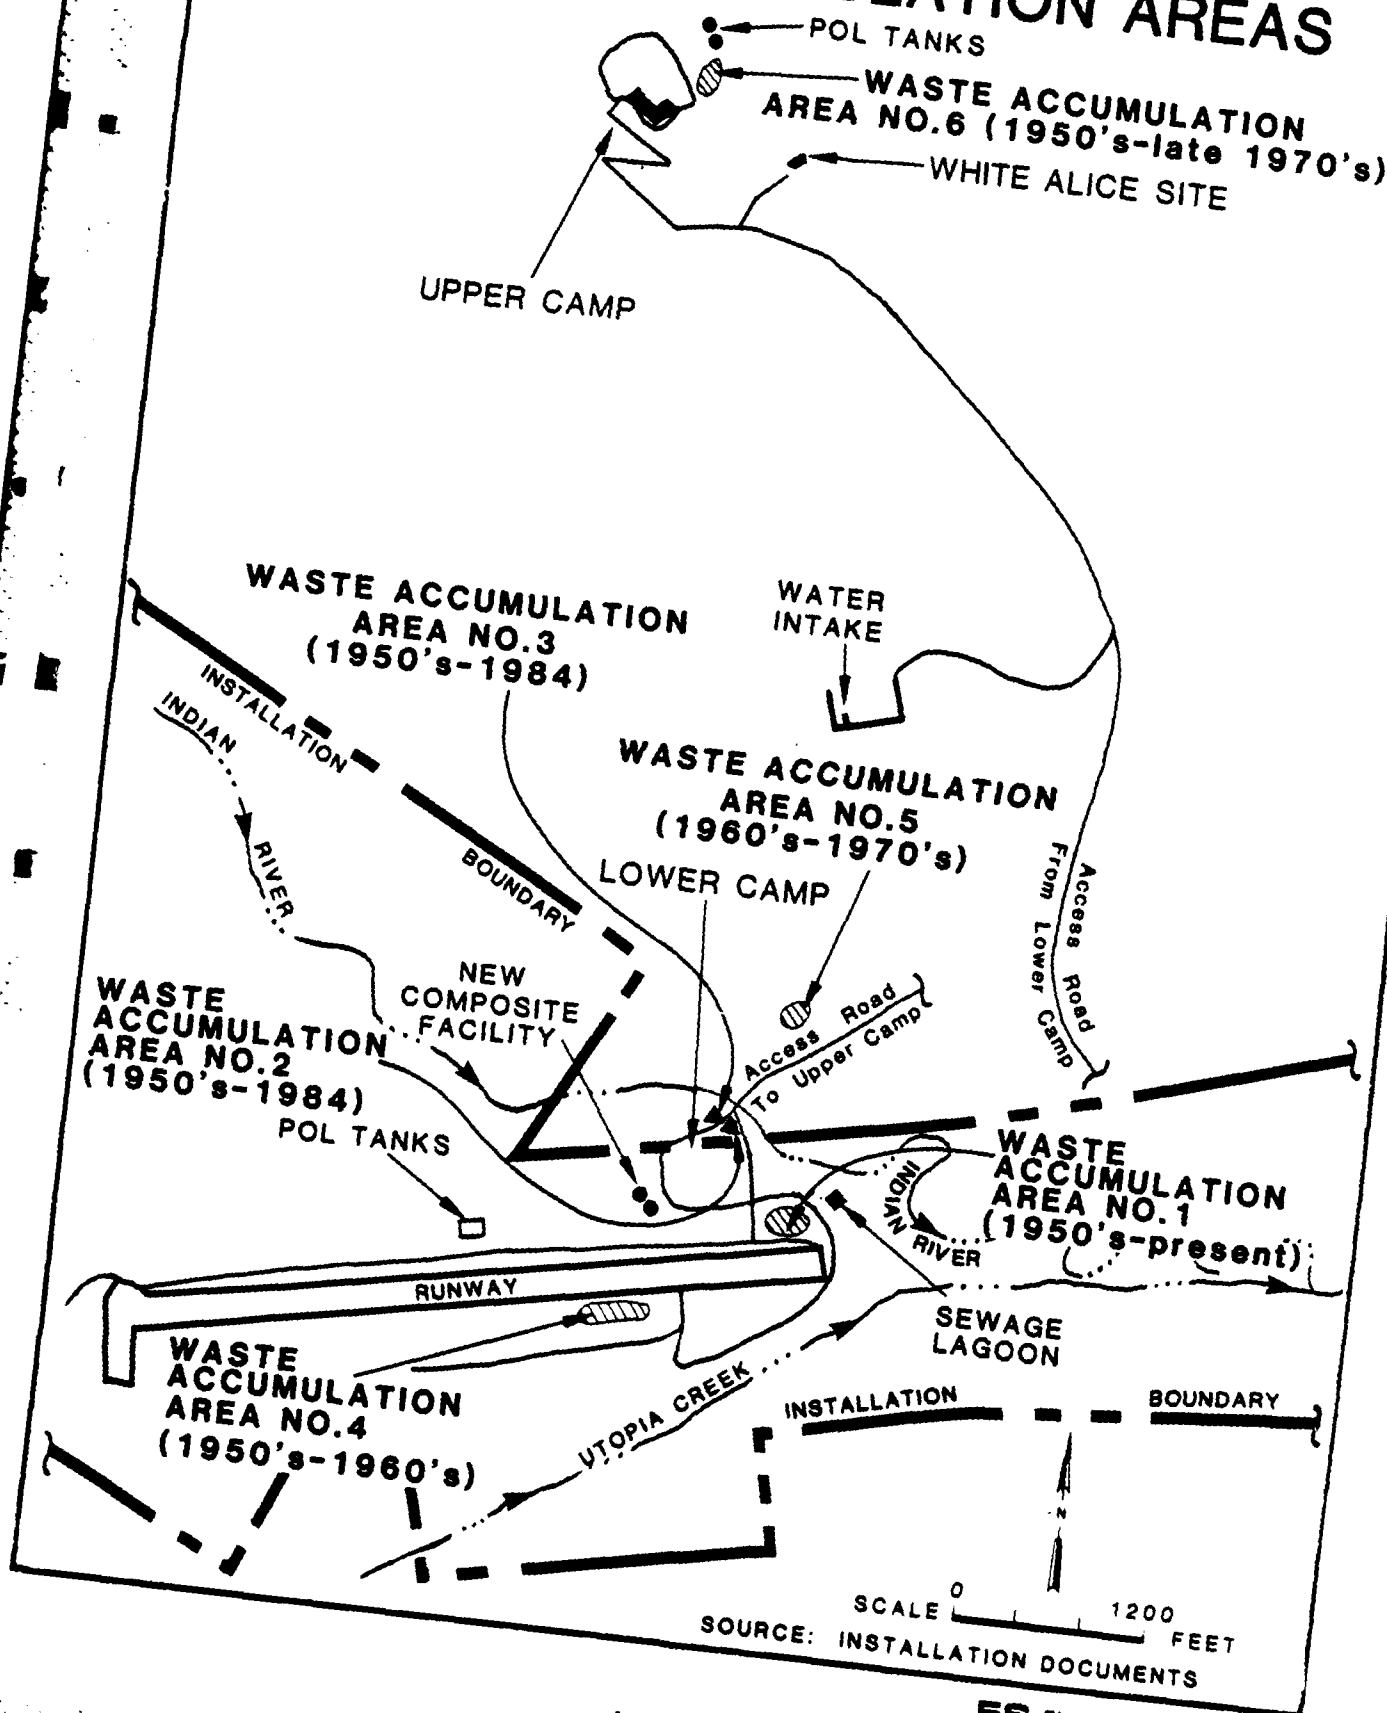 AREAS
POL TANKS
WASTE ACCUMULATION
AREA NO.6 (1950's-late 1970's)
WHITE ALICE SITE
UPPER CAMP
WASTE ACCUMULATION
AREA NO.3
(1950's-1984)
WATER
INTAKE
INSTALLATION
INDIAN
WASTE ACCUMULATION
AREA NO.5
(1960's-1970's)
BOUNDARY
RIVER
LOWER CAMP
Access Road
From Lower Camp
NEW
COMPOSITE
FACILITY
WASTE
ACCUMULATION
AREA NO.2
(1950's-1984)
Access Road
To Upper Camp
POL TANKS
WASTE
ACCUMULATION
AREA NO.1
(1950's-present)
INDIAN
RIVER
RUNWAY
SEWAGE
LAGOON
WASTE
ACCUMULATION
AREA NO.4
(1950's-1960's)
UTOPIA CREEK
INSTALLATION
BOUNDARY
N
0
SCALE
1200
FEET
SOURCE: INSTALLATION DOCUMENTS